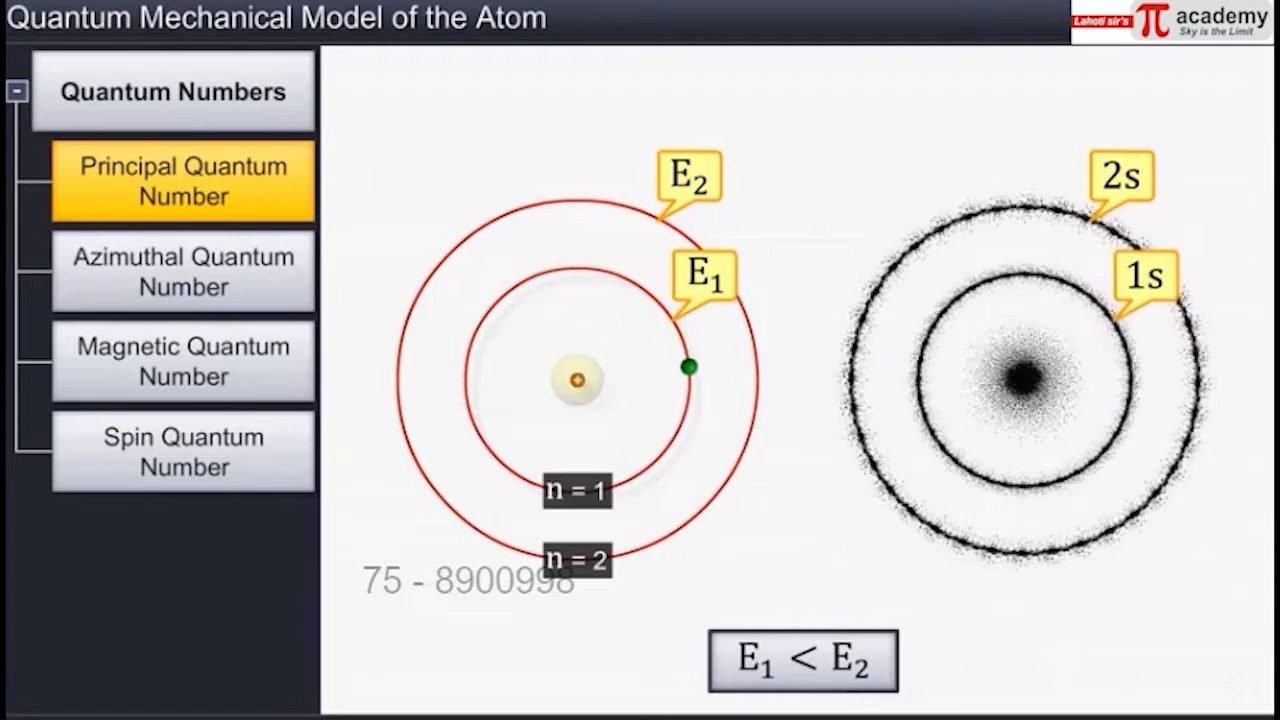 Quantum Mechanical Model of the Atom
Lahoti sir's
π academy
Sky is the Limit
-
Quantum Numbers
Principal Quantum
Number
Azimuthal Quantum
Number
Magnetic Quantum
Number
Spin Quantum
Number
E₂
E₁
+
n = 1
n = 2
2s
1s
75 - 8900998
E₁ < E₂